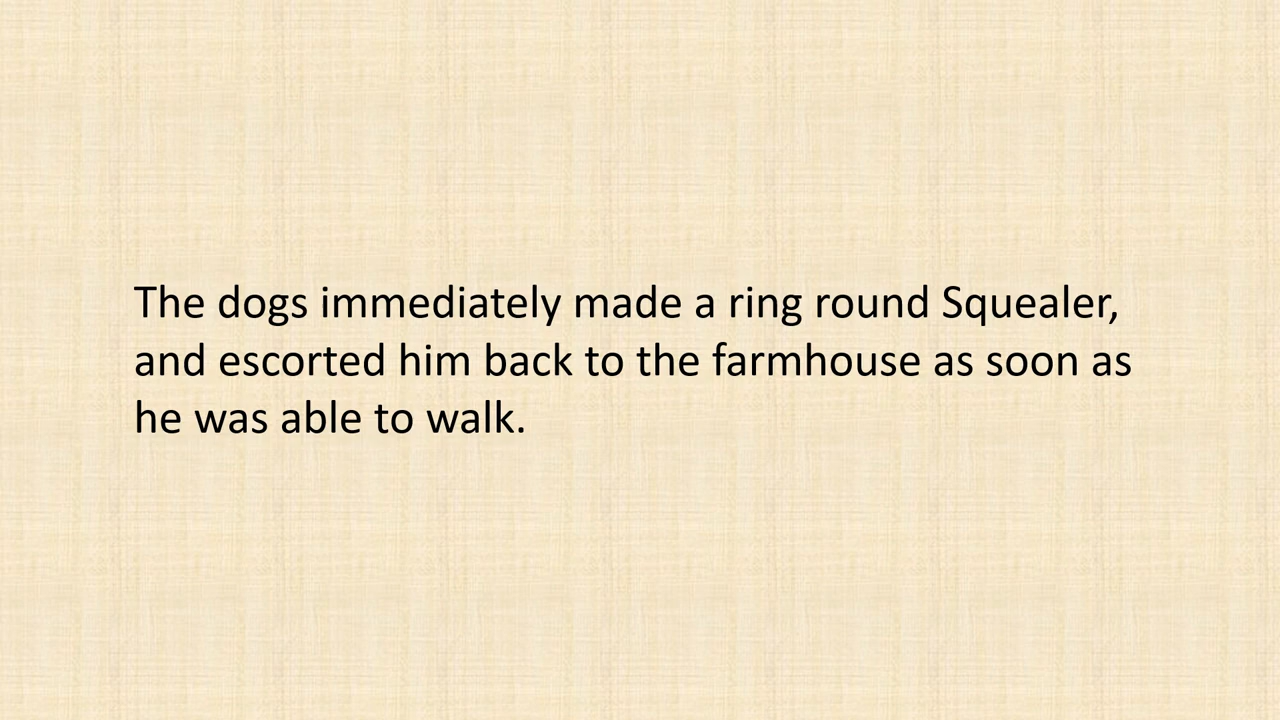 The dogs immediately made a ring round Squealer,
and escorted him back to the farmhouse as soon as
he was able to walk.